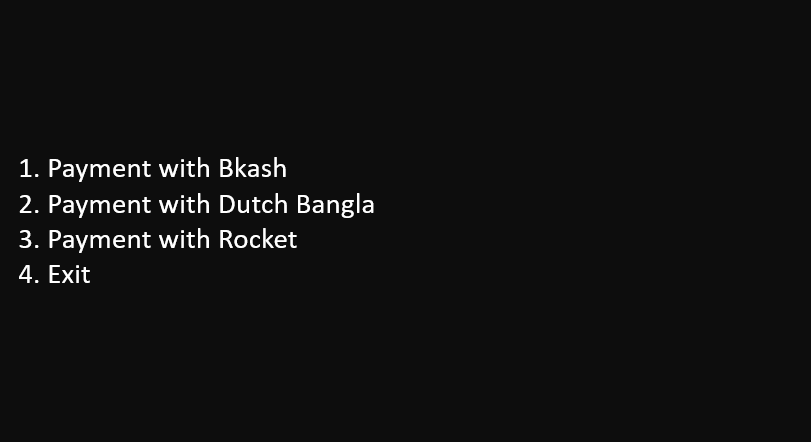 1. Payment with Bkash
2. Payment with Dutch Bangla
3. Payment with Rocket
4. Exit